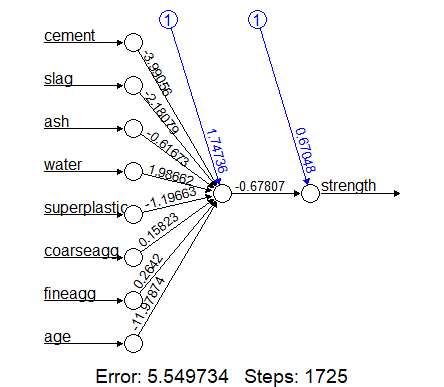 1 1
cement
-3.99056
slag
-2.18079
ash
-0.61673
1.74736
0.67048
water
1.98662
superplastic
-1.19663
-0.67807
strength
coarseagg
0.15823
fineagg
0.2642
age
-11.97874
Error: 5.549734 Steps: 1725